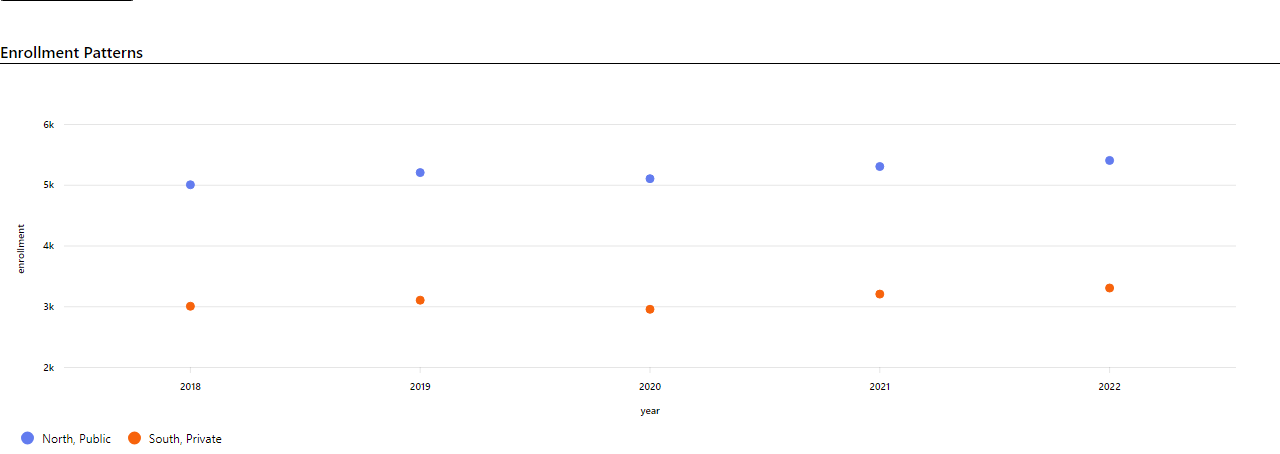 Enrollment Patterns
6k
5k
4k
3k
2k
enrollment
2018 2019 2020 2021 2022
year
North, Public South, Private